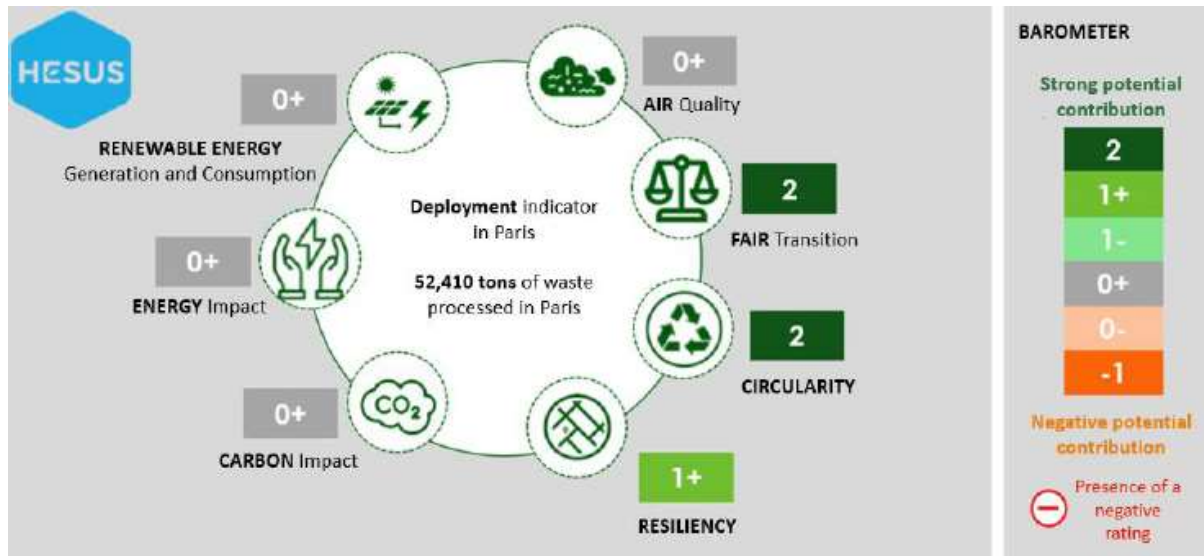 HESUS
0+
RENEWABLE ENERGY
Generation and Consumption
0+
AIR Quality
2
FAIR Transition
Deployment indicator
in Paris
52,410 tons of waste
processed in Paris
0+
ENERGY Impact
2
CIRCULARITY
0+
CO2
CARBON Impact
1+
RESILIENCY
BAROMETER
Strong potential
contribution
2
1+
1-
0+
0-
-1
Negative potential
contribution
Presence of a
negative
rating